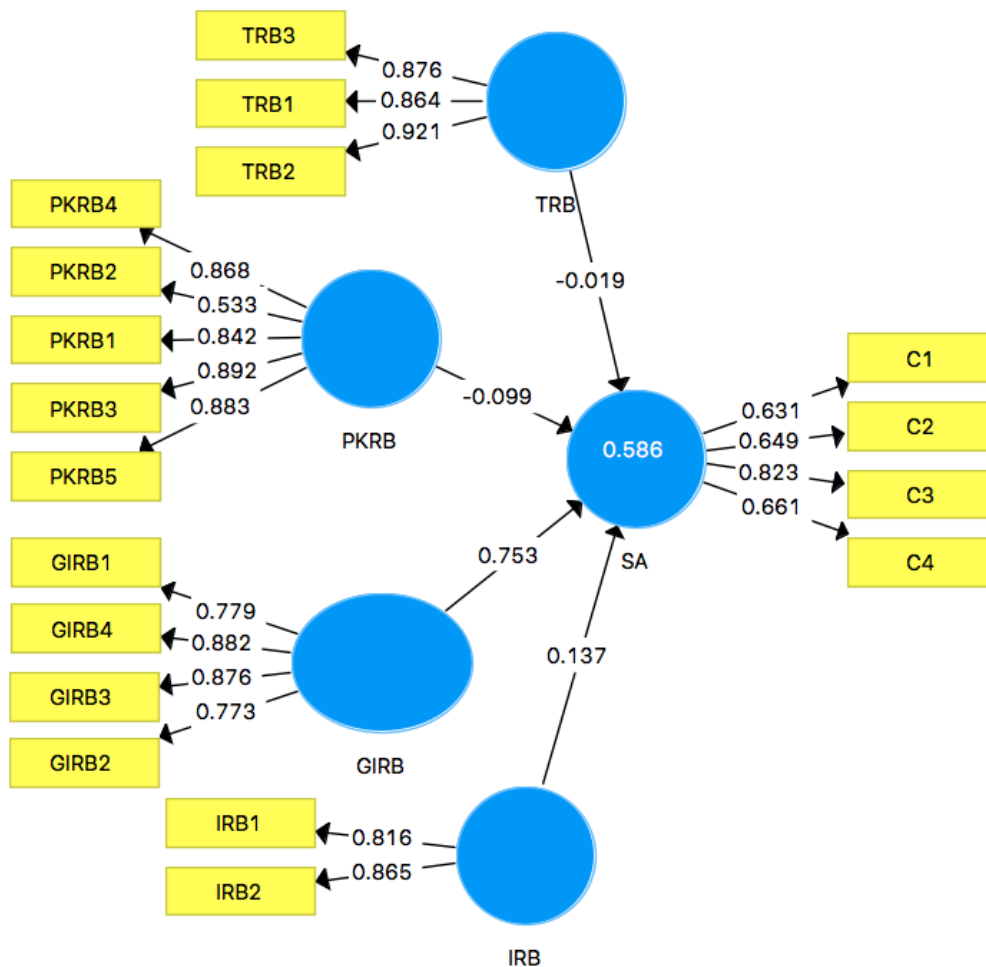 TRB3
0.876
TRB1
0.864
TRB2
0.921
TRB
-0.019
PKRB4
0.868
PKRB2
0.533
PKRB1
0.842
PKRB3
0.892
PKRB5
0.883
PKRB
-0.099
0.586
SA
0.631
C1
0.649
C2
0.823
C3
0.661
C4
GIRB1
0.779
GIRB4
0.882
GIRB3
0.876
GIRB2
0.773
GIRB
0.753
0.137
IRB1
0.816
IRB2
0.865
IRB